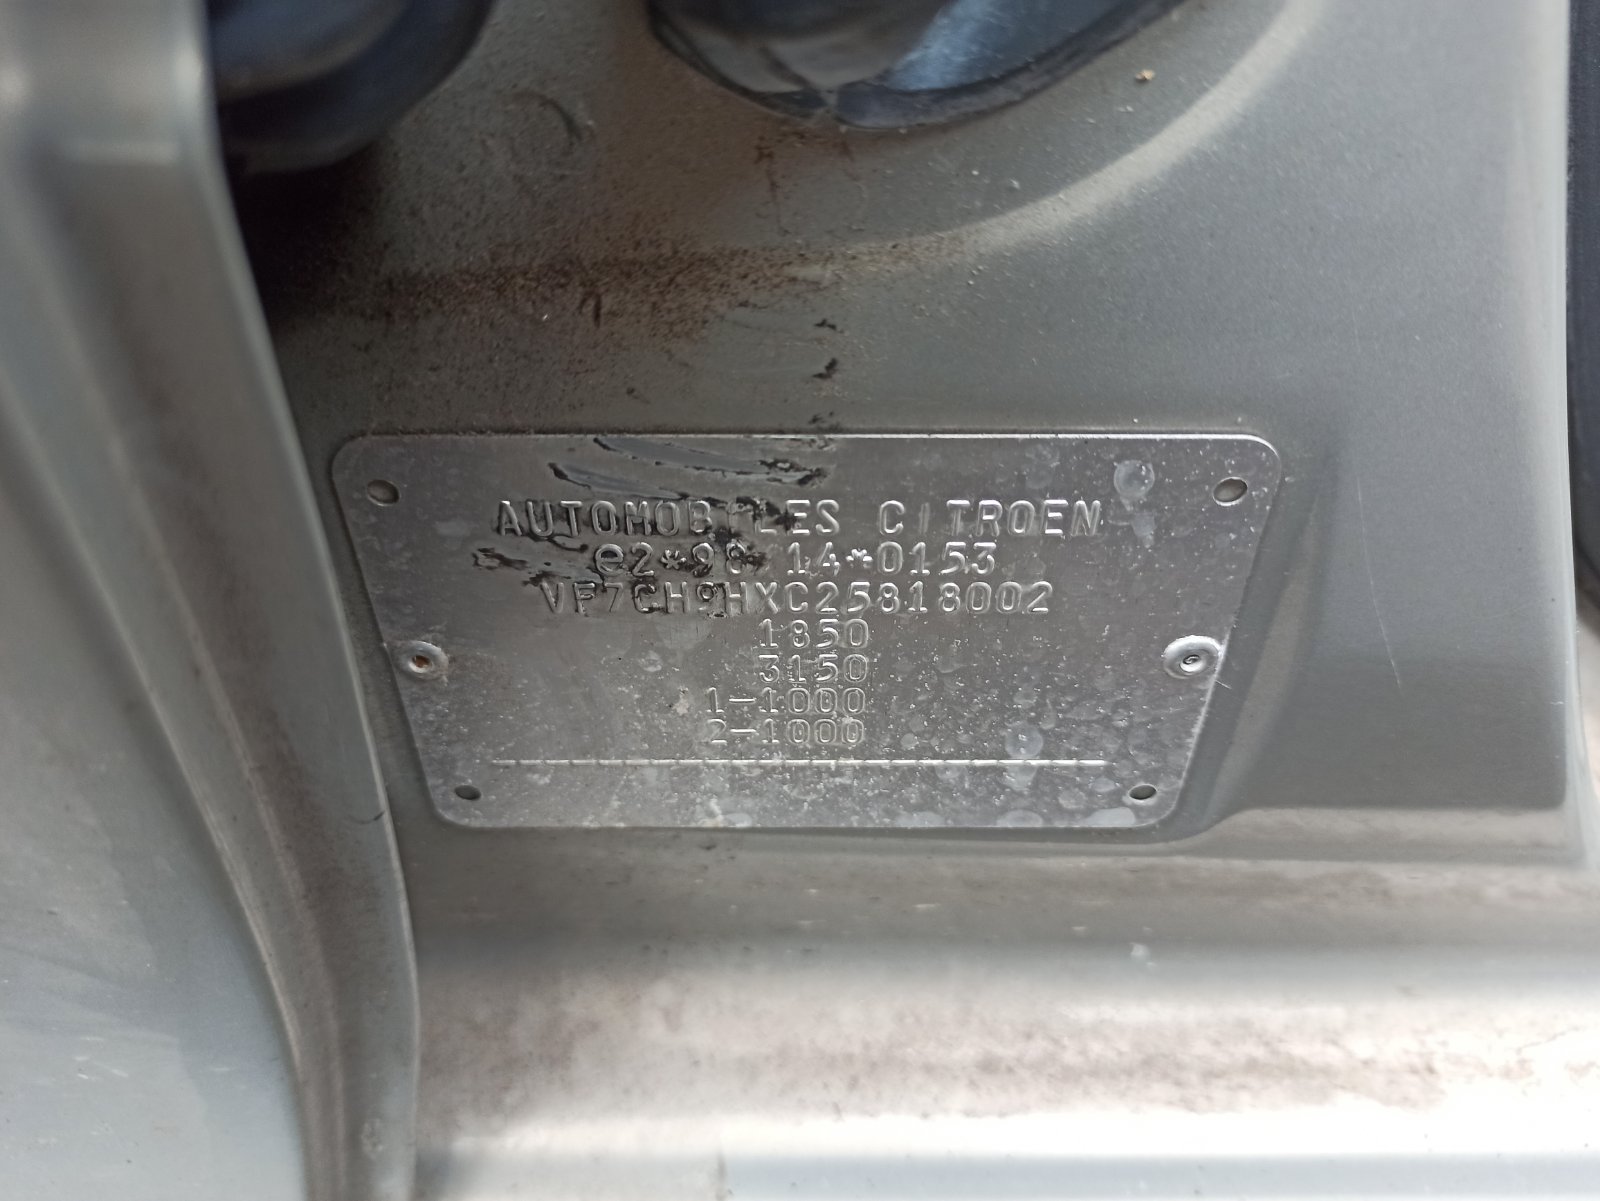 AUTOMOBILES CITROEN
e2*98/14*0153
VF7CH9HXC25818002
1850
3150
1-1000
2-1000